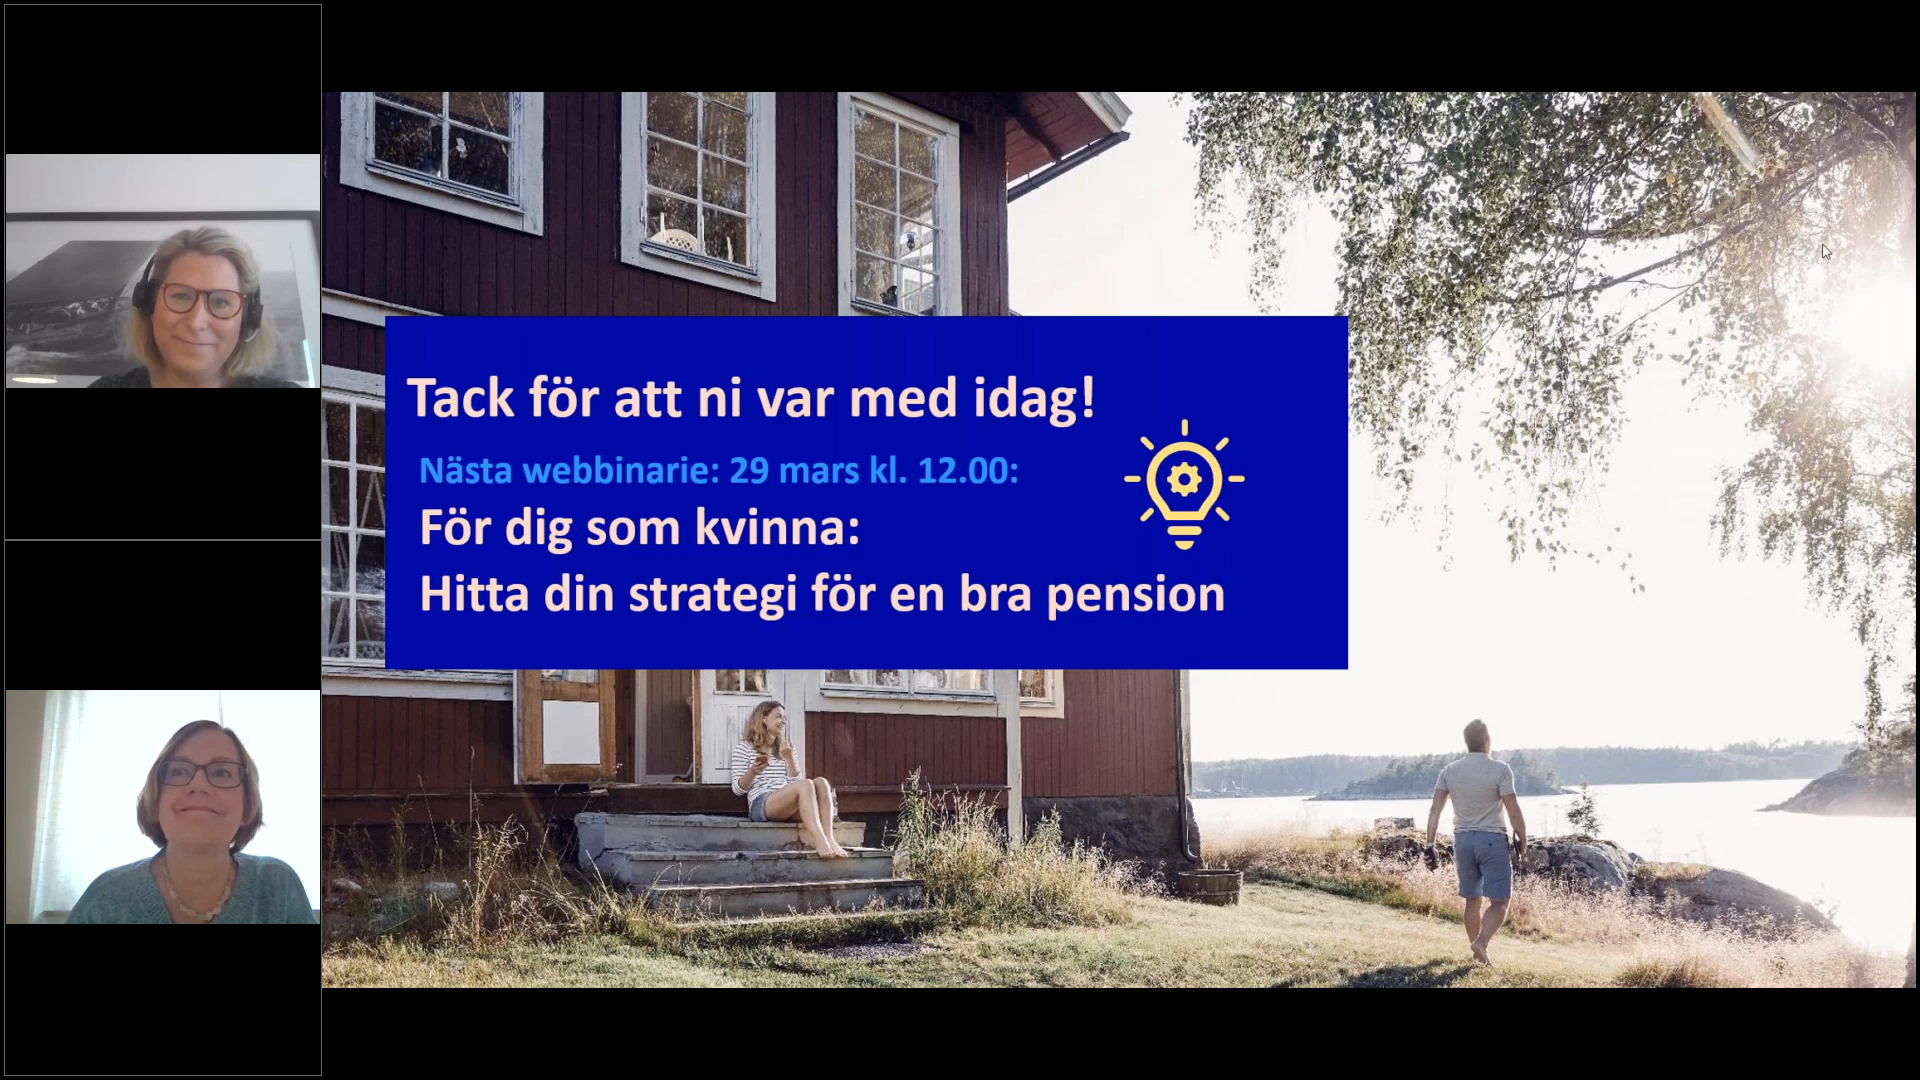 Tack för att ni var med idag!
Nästa webbinarie: 29 mars kl. 12.00:
För dig som kvinna:
Hitta din strategi för en bra pension